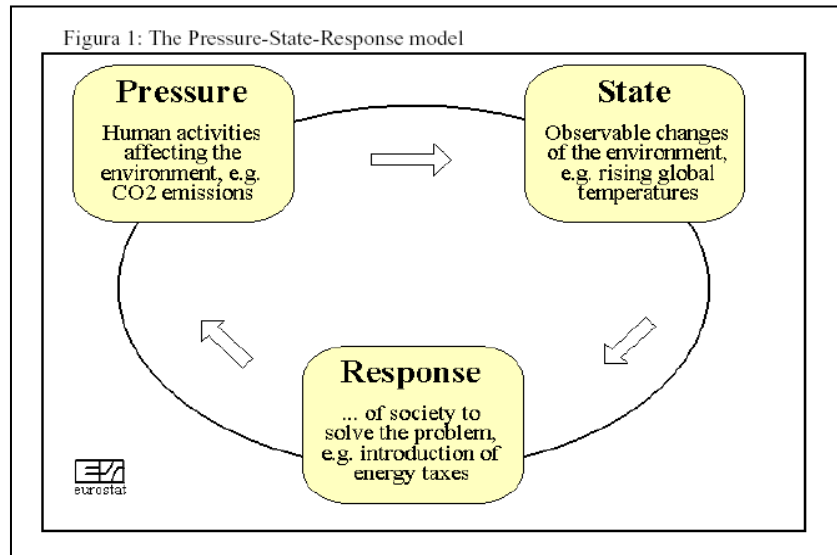 Figura 1: The Pressure-State-Response model
Pressure
Human activities
affecting the
environment, e.g.
CO2 emissions
State
Observable changes
of the environment,
e.g. rising global
temperatures
Response
... of society to
solve the problem,
e.g. introduction of
energy taxes
eurostat